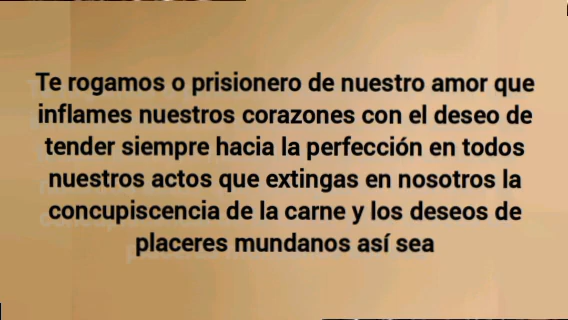 Te rogamos o prisionero de nuestro amor que
inflames nuestros corazones con el deseo de
tender siempre hacia la perfección en todos
nuestros actos que extingas en nosotros la
concupiscencia de la carne y los deseos de
placeres mundanos así sea